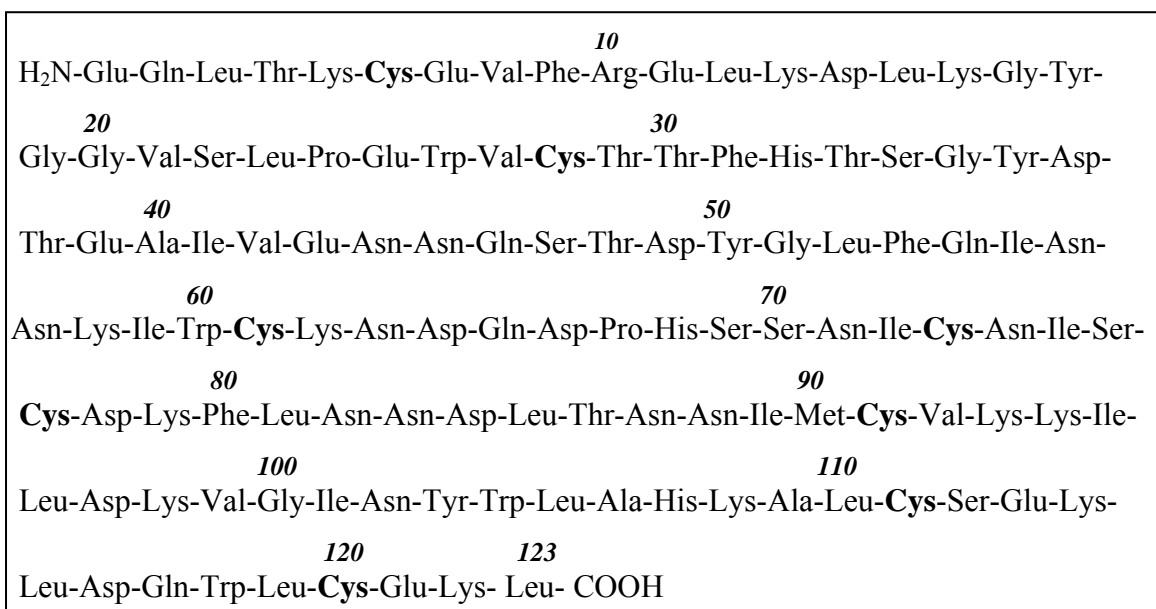 10
H₂N-Glu-Gln-Leu-Thr-Lys-Cys-Glu-Val-Phe-Arg-Glu-Leu-Lys-Asp-Leu-Lys-Gly-Tyr-
20 30
Gly-Gly-Val-Ser-Leu-Pro-Glu-Trp-Val-Cys-Thr-Thr-Phe-His-Thr-Ser-Gly-Tyr-Asp-
40 50
Thr-Glu-Ala-Ile-Val-Glu-Asn-Asn-Gln-Ser-Thr-Asp-Tyr-Gly-Leu-Phe-Gln-Ile-Asn-
60 70
Asn-Lys-Ile-Trp-Cys-Lys-Asn-Asp-Gln-Asp-Pro-His-Ser-Ser-Asn-Ile-Cys-Asn-Ile-Ser-
80 90
Cys-Asp-Lys-Phe-Leu-Asn-Asn-Asp-Leu-Thr-Asn-Asn-Ile-Met-Cys-Val-Lys-Lys-Ile-
100 110
Leu-Asp-Lys-Val-Gly-Ile-Asn-Tyr-Trp-Leu-Ala-His-Lys-Ala-Leu-Cys-Ser-Glu-Lys-
120 123
Leu-Asp-Gln-Trp-Leu-Cys-Glu-Lys- Leu- COOH